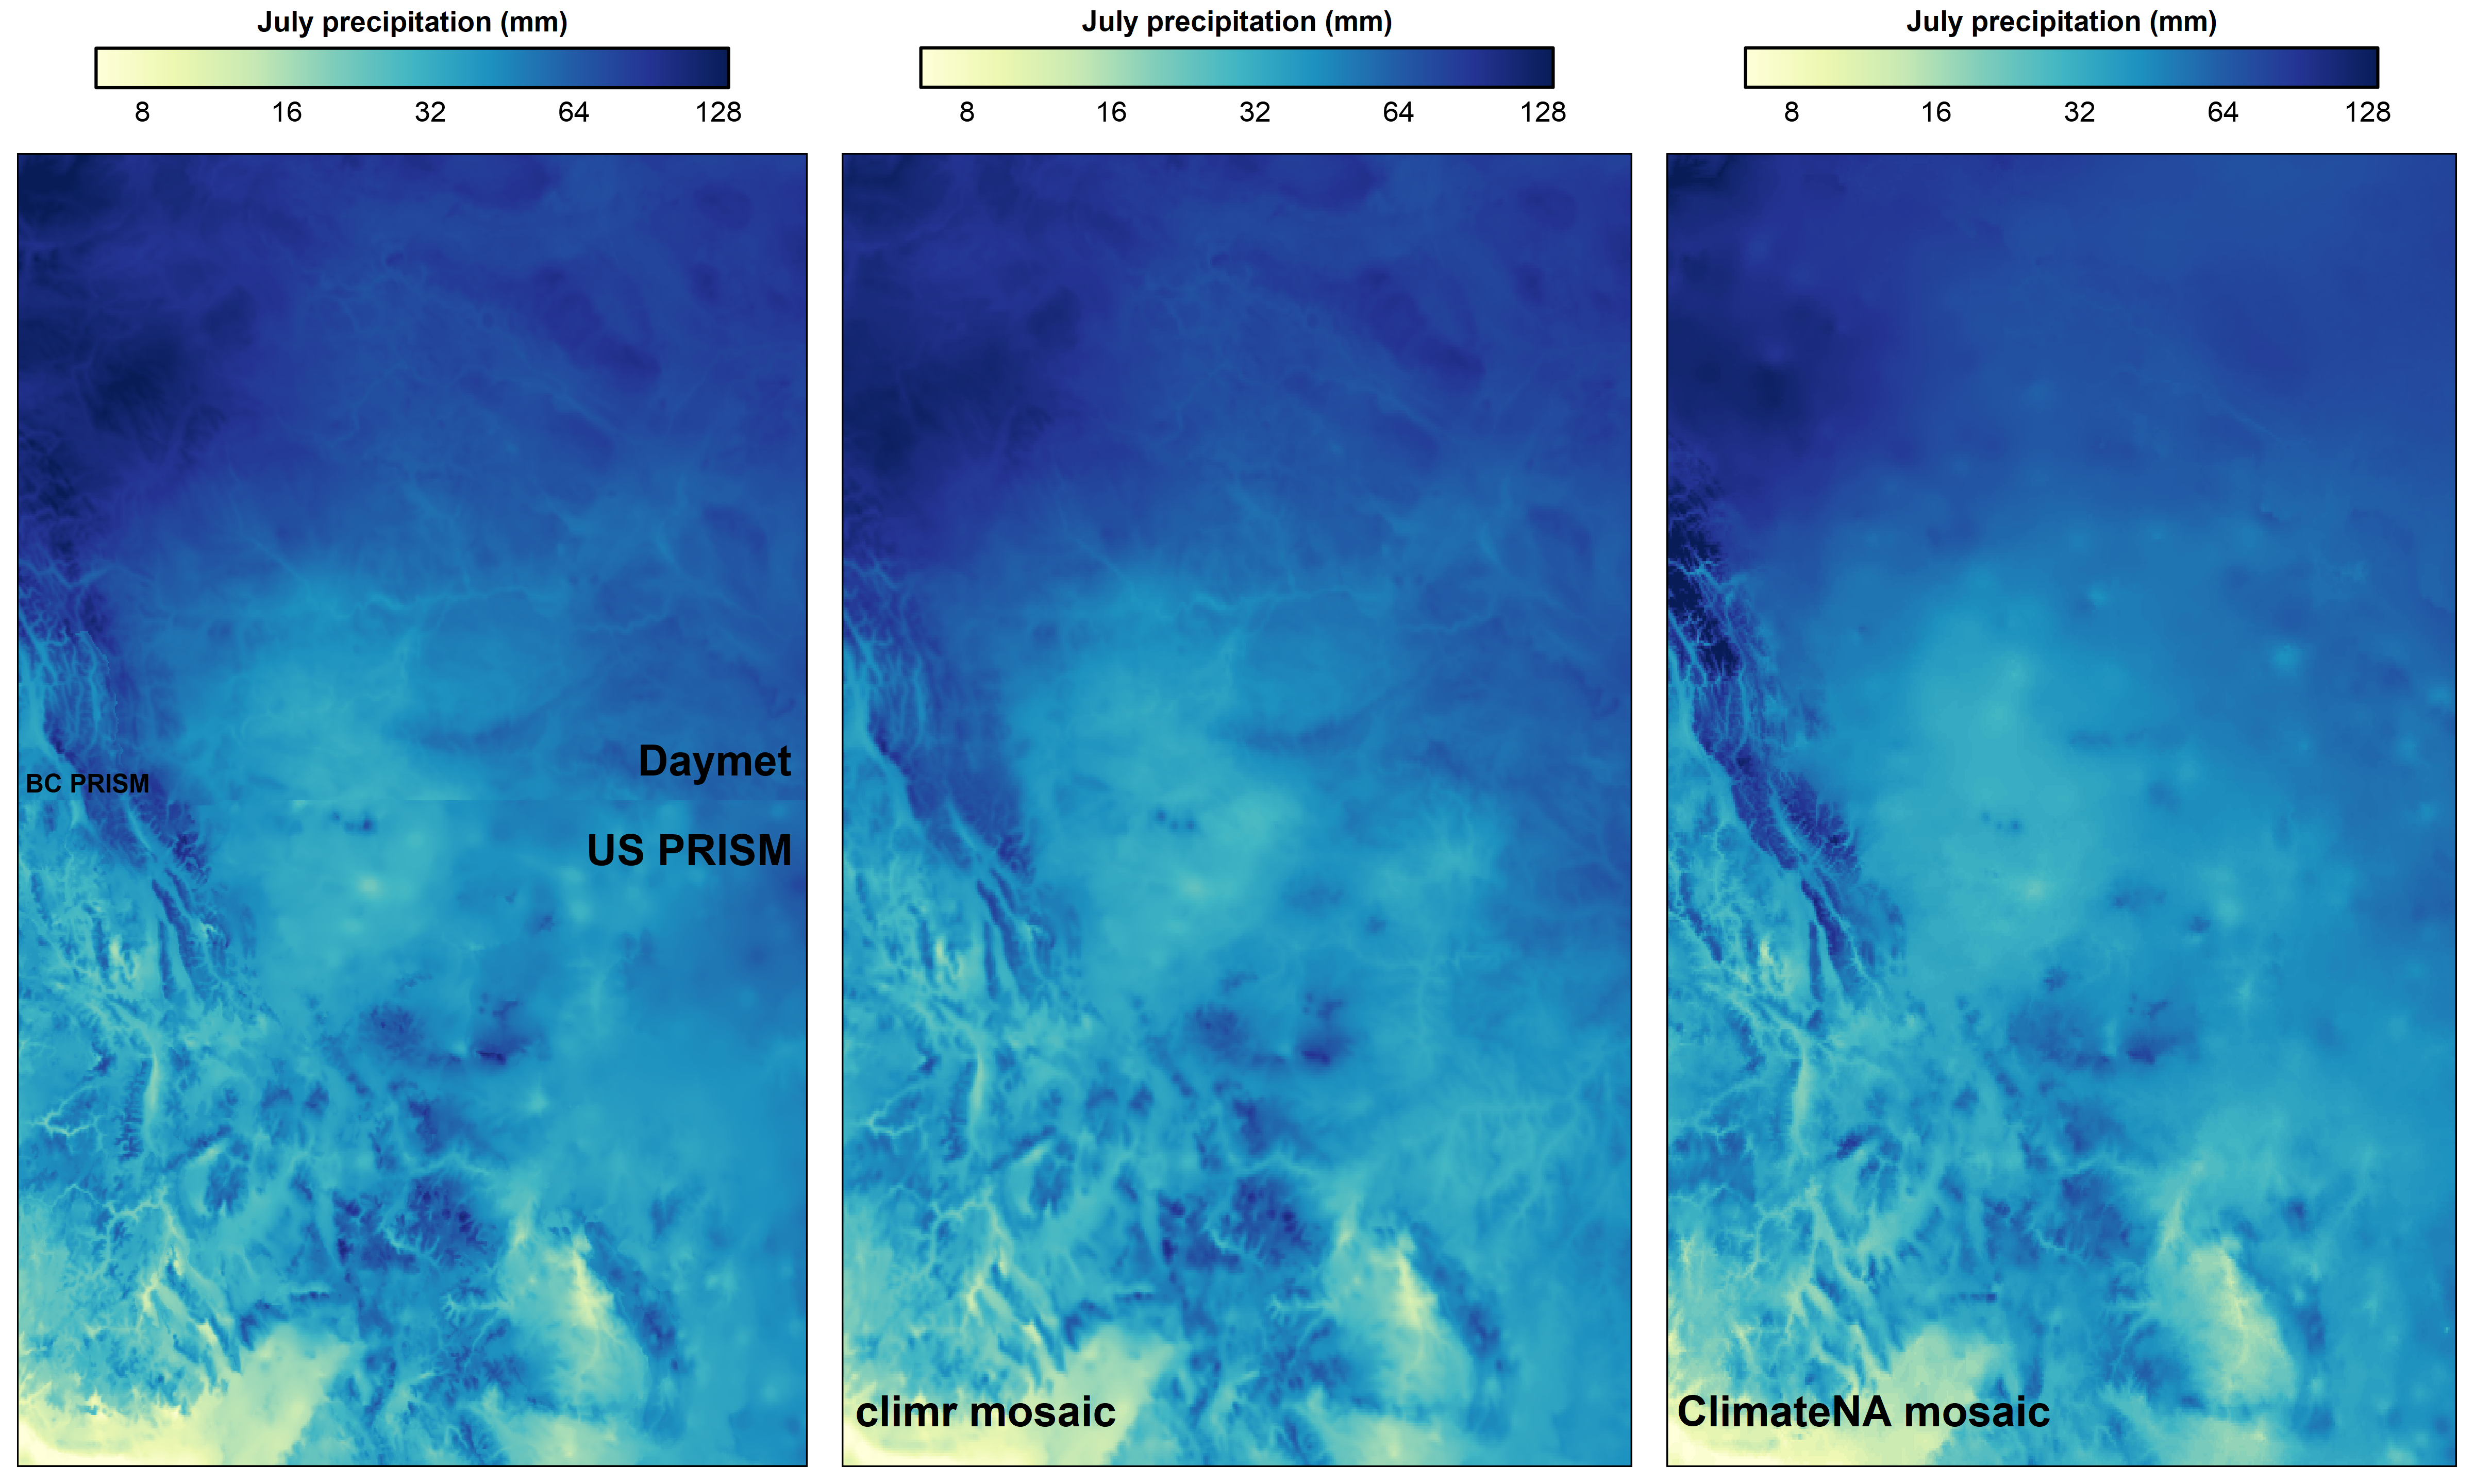 July precipitation (mm)
8 16 32 64 128
Daymet
BC PRISM
US PRISM
July precipitation (mm)
8 16 32 64 128
climr mosaic
July precipitation (mm)
8 16 32 64 128
ClimateNA mosaic